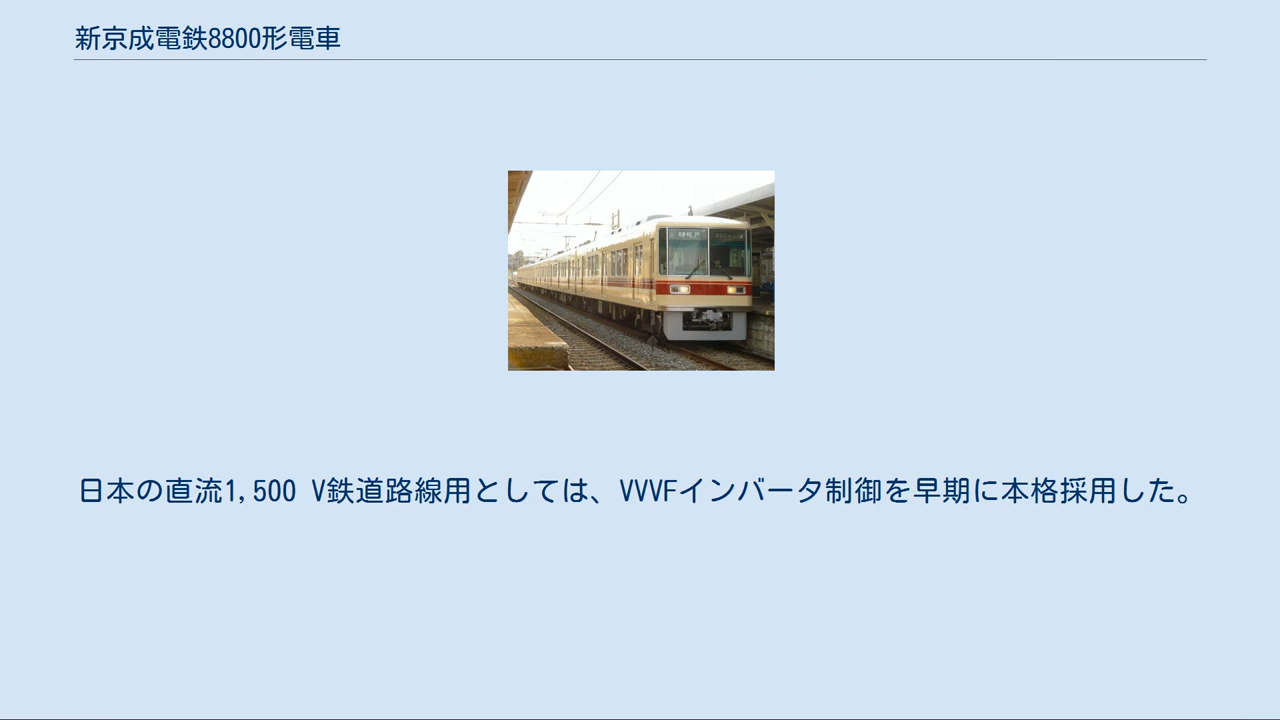 新京成電鉄8800形電車
日本の直流1,500 V鉄道路線用としては、VVVFインバータ制御を早期に本格採用した。